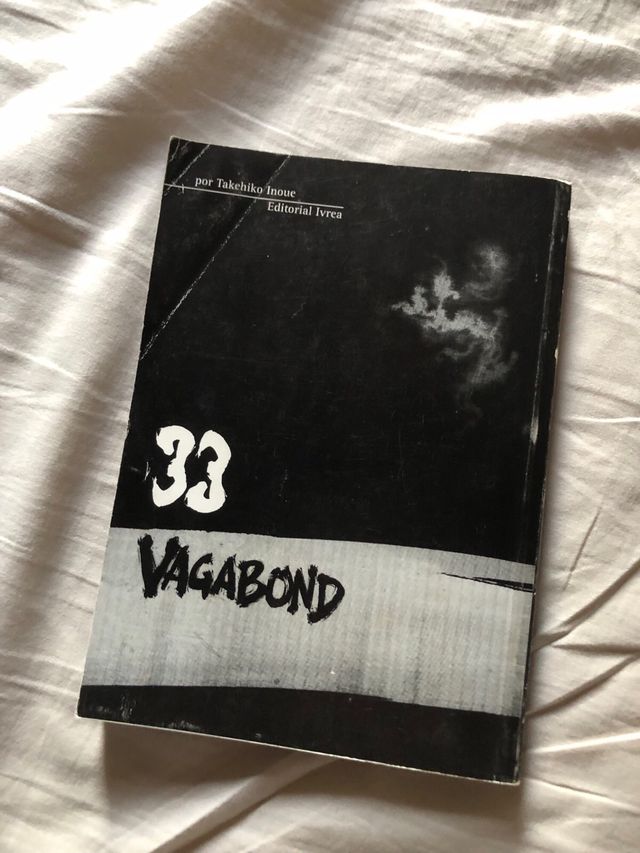 por Takehiko Inoue
Editorial Ivrea
33
VAGABOND